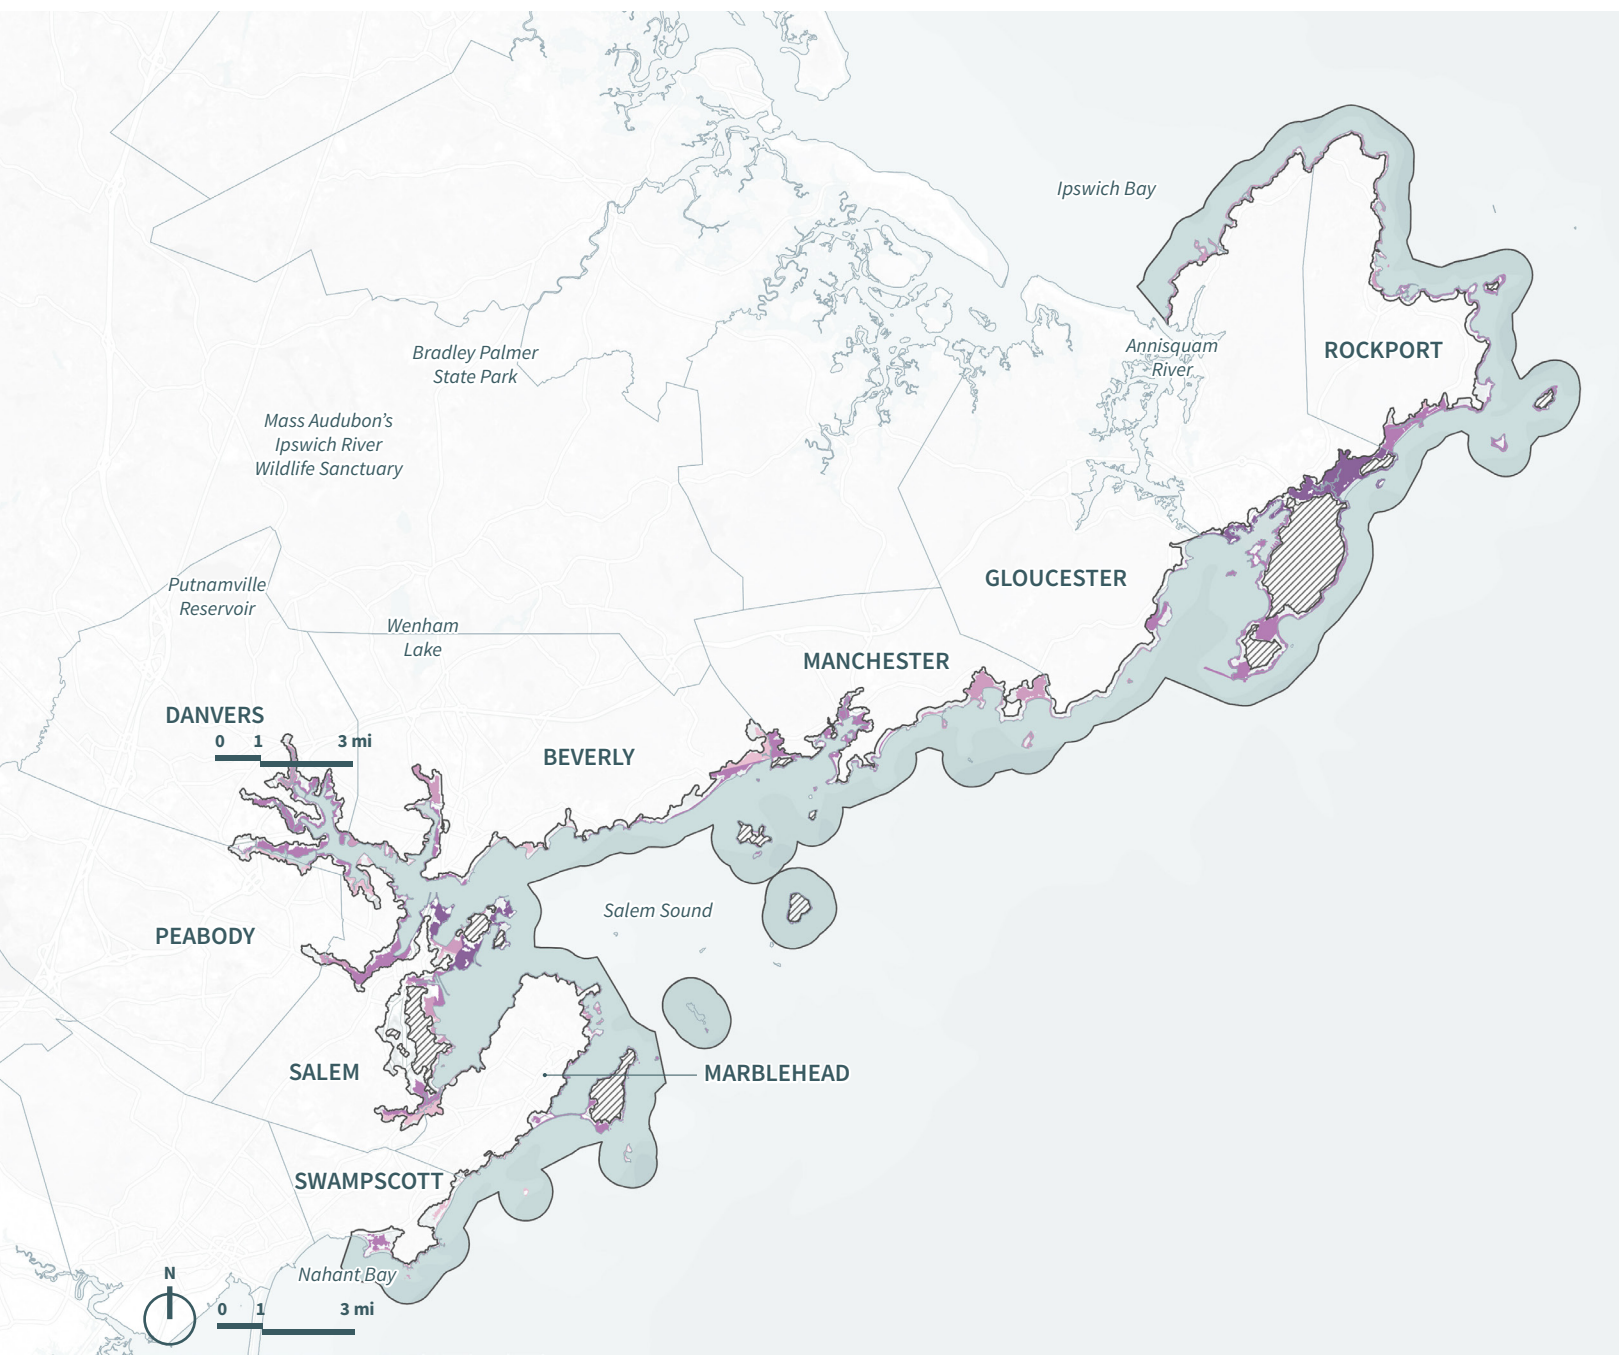 Ipswich Bay
Annisquam
River
ROCKPORT
Bradley Palmer
State Park
Mass Audubon’s
Ipswich River
Wildlife Sanctuary
GLOUCESTER
Putnamville
Reservoir
Wenham
Lake
MANCHESTER
DANVERS
0 1 3 mi
BEVERLY
Salem Sound
PEABODY
SALEM
MARBLEHEAD
SWAMPSCOTT
Nahant Bay
N
0 1 3 mi